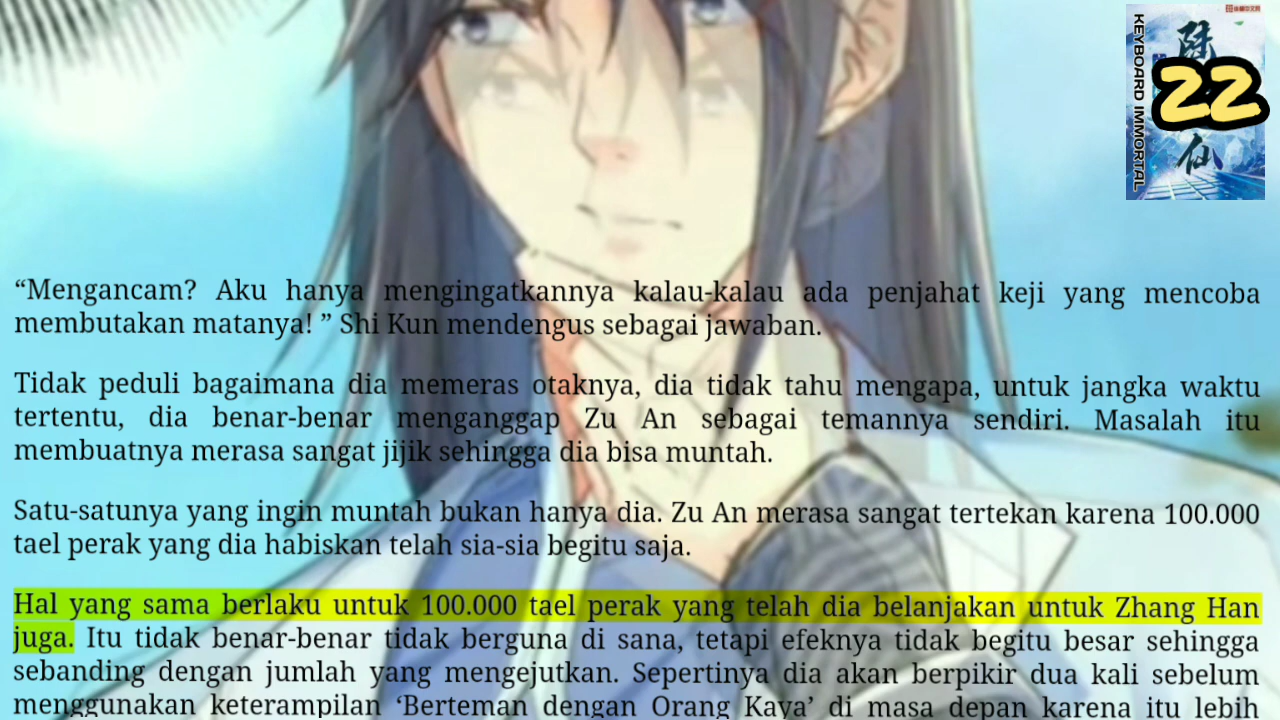 陆
22
仙
KEYBOARD IMMORTAL
“Mengancam? Aku hanya mengingatkannya kalau-kalau ada penjahat keji yang mencoba
membutakan matanya! ” Shi Kun mendengus sebagai jawaban.
Tidak peduli bagaimana dia memeras otaknya, dia tidak tahu mengapa, untuk jangka waktu
tertentu, dia benar-benar menganggap Zu An sebagai temannya sendiri. Masalah itu
membuatnya merasa sangat jijik sehingga dia bisa muntah.
Satu-satunya yang ingin muntah bukan hanya dia. Zu An merasa sangat tertekan karena 100.000
tael perak yang dia habiskan telah sia-sia begitu saja.
Hal yang sama berlaku untuk 100.000 tael perak yang telah dia belanjakan untuk Zhang Han
juga. Itu tidak benar-benar tidak berguna di sana, tetapi efeknya tidak begitu besar sehingga
sebanding dengan jumlah yang mengejutkan. Sepertinya dia akan berpikir dua kali sebelum
menggunakan keterampilan ‘Berteman dengan Orang Kaya’ di masa depan karena itu lebih